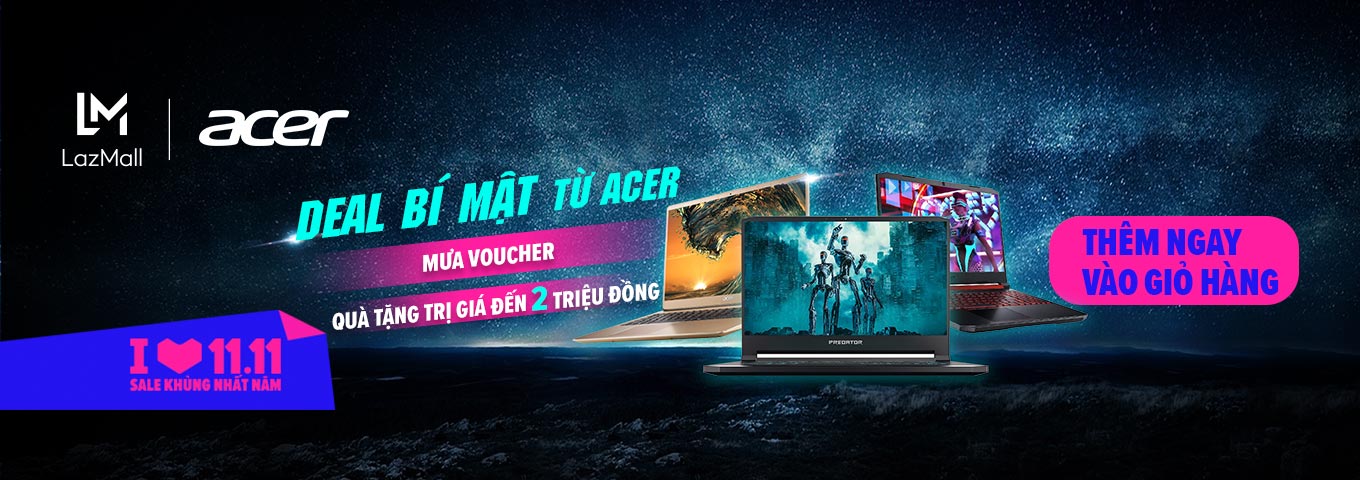 LM
LazMall
acer
DEAL BÍ MẬT TỪ ACER
MƯA VOUCHER
QUÀ TẶNG TRỊ GIÁ ĐẾN 2 TRIỆU ĐỒNG
PREDATOR
THÊM NGAY
VÀO GIỎ HÀNG
I ♥ 11.11
SALE KHỦNG NHẤT NĂM